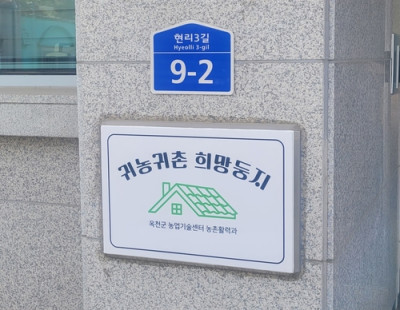 현리3길
Hyeolli 3-gil
9-2
귀농귀촌 희망둥지
옥천군 농업기술센터 농촌활력과